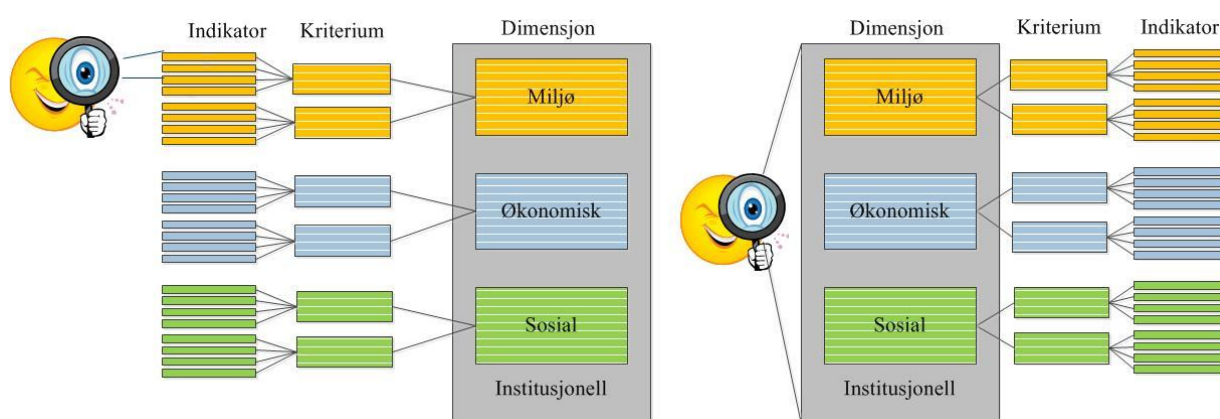 Indikator
Kriterium
Dimensjon
Miljø
Økonomisk
Sosial
Institusjonell
Dimensjon
Kriterium
Indikator
Miljø
Økonomisk
Sosial
Institusjonell